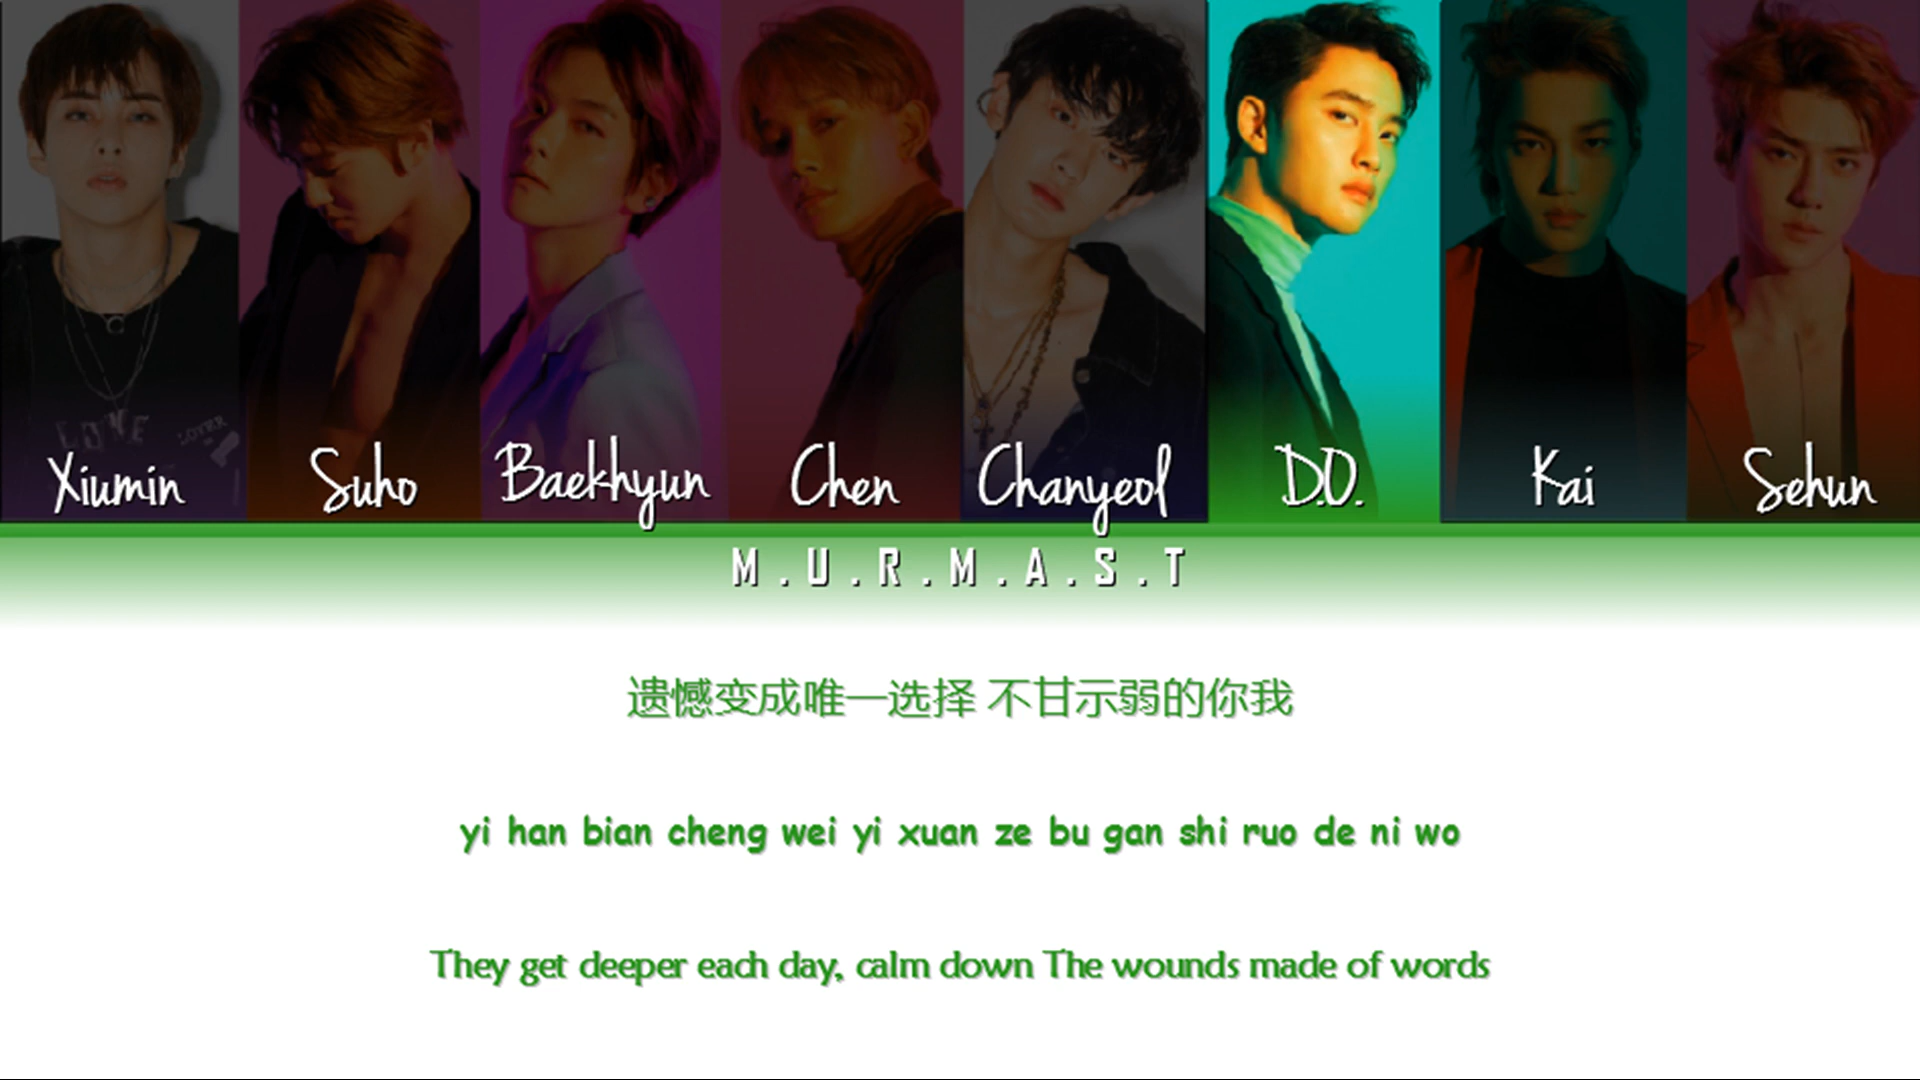 Xiumin Suho Baekhyun Chen Chanyeol D.O. Kai Sehun
M.U.R.M.A.S.T
遗憾变成唯一选择 不甘示弱的你我
yi han bian cheng wei yi xuan ze bu gan shi ruo de ni wo
They get deeper each day, calm down The wounds made of words